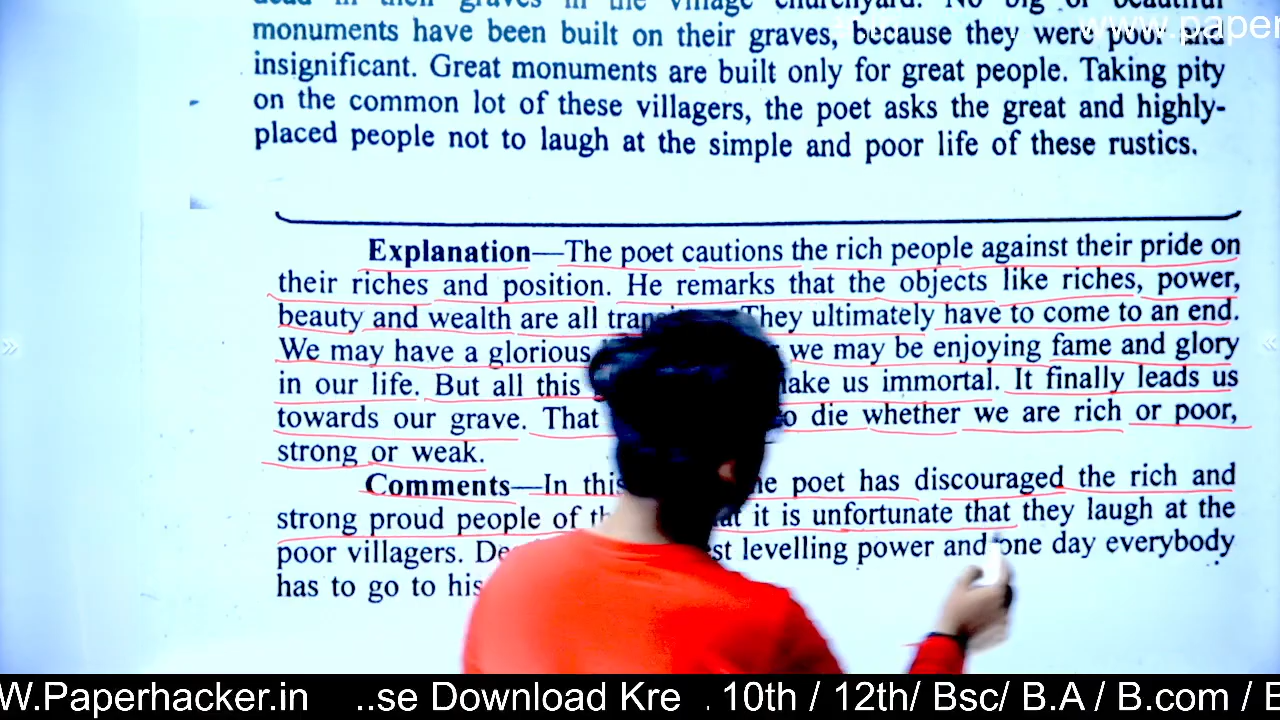 monuments have been built on their graves, because they were poor and
insignificant. Great monuments are built only for great people. Taking pity
on the common lot of these villagers, the poet asks the great and highly-
placed people not to laugh at the simple and poor life of these rustics.
Explanation—The poet cautions the rich people against their pride on
their riches and position. He remarks that the objects like riches, power,
beauty and wealth are all They ultimately have to come to an end.
We may have a glorious we may be enjoying fame and glory
in our life. But all this us immortal. It finally leads us
towards our grave. That die whether we are rich or poor,
strong or weak.
Comments—In this poet has discouraged the rich and
strong proud people of it is unfortunate that they laugh at the
poor villagers. levelling power and one day everybody
has to go to his
W.Paperhacker.in ..se Download Kre . 10th / 12th/ Bsc/ B.A / B.com /